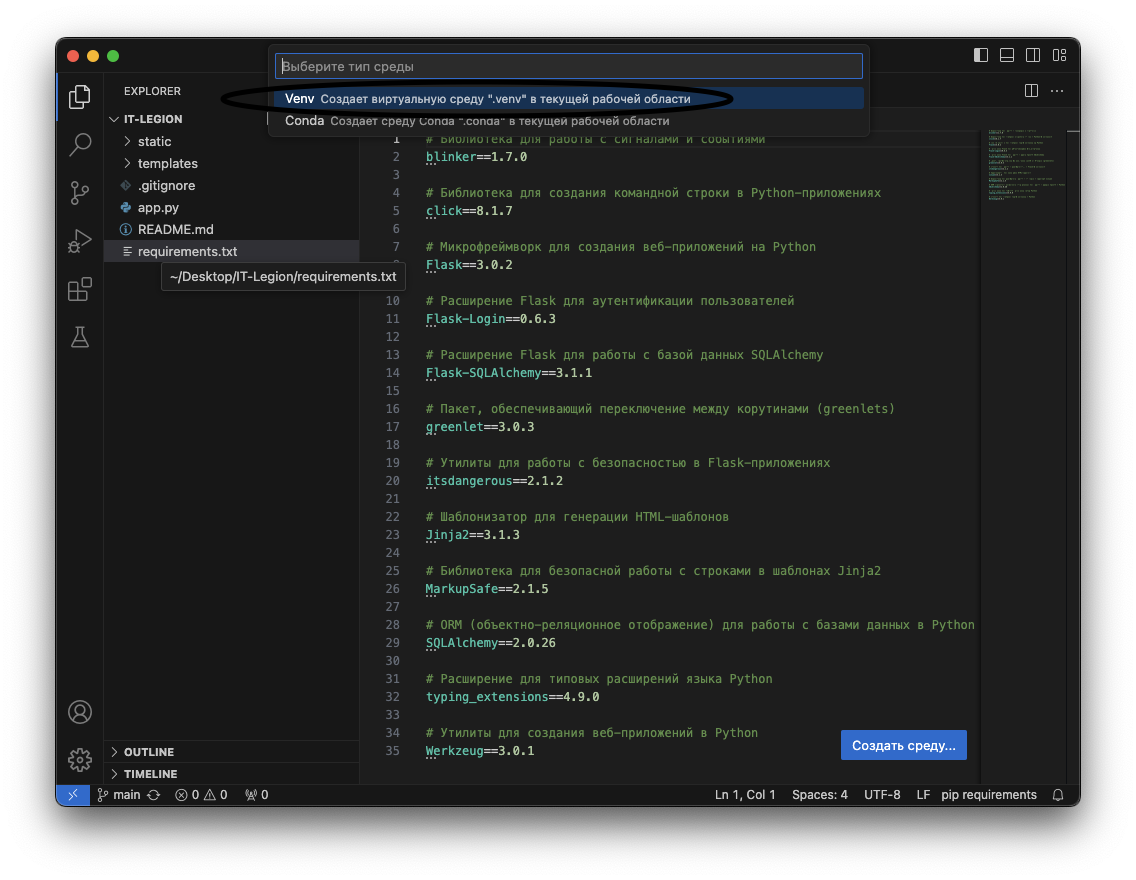 Выберите тип среды
Venv Создает виртуальную среду ".venv" в текущей рабочей области
Conda Создает среду Conda ".conda" в текущей рабочей области
EXPLORER
IT-LEGION
static
templates
.gitignore
app.py
README.md
requirements.txt
~/Desktop/IT-Legion/requirements.txt
OUTLINE
TIMELINE
1 # Библиотека для работы с сигналами и событиями
2 blinker==1.7.0
3
4 # Библиотека для создания командной строки в Python-приложениях
5 click==8.1.7
6
7 # Микрофреймворк для создания веб-приложений на Python
Flask==3.0.2
10 # Расширение Flask для аутентификации пользователей
11 Flask-Login==0.6.3
12
13 # Расширение Flask для работы с базой данных SQLAlchemy
14 Flask-SQLAlchemy==3.1.1
15
16 # Пакет, обеспечивающий переключение между корутинами (greenlets)
17 greenlet==3.0.3
18
19 # Утилиты для работы с безопасностью в Flask-приложениях
20 itsdangerous==2.1.2
21
22 # Шаблонизатор для генерации HTML-шаблонов
23 Jinja2==3.1.3
24
25 # Библиотека для безопасной работы с строками в шаблонах Jinja2
26 MarkupSafe==2.1.5
27
28 # ORM (объектно-реляционное отображение) для работы с базами данных в Python
29 SQLAlchemy==2.0.26
30
31 # Расширение для типовых расширений языка Python
32 typing_extensions==4.9.0
33
34 # Утилиты для создания веб-приложений в Python
35 Werkzeug==3.0.1
Создать среду...
main 0 0 0 Ln 1, Col 1 Spaces: 4 UTF-8 LF pip requirements